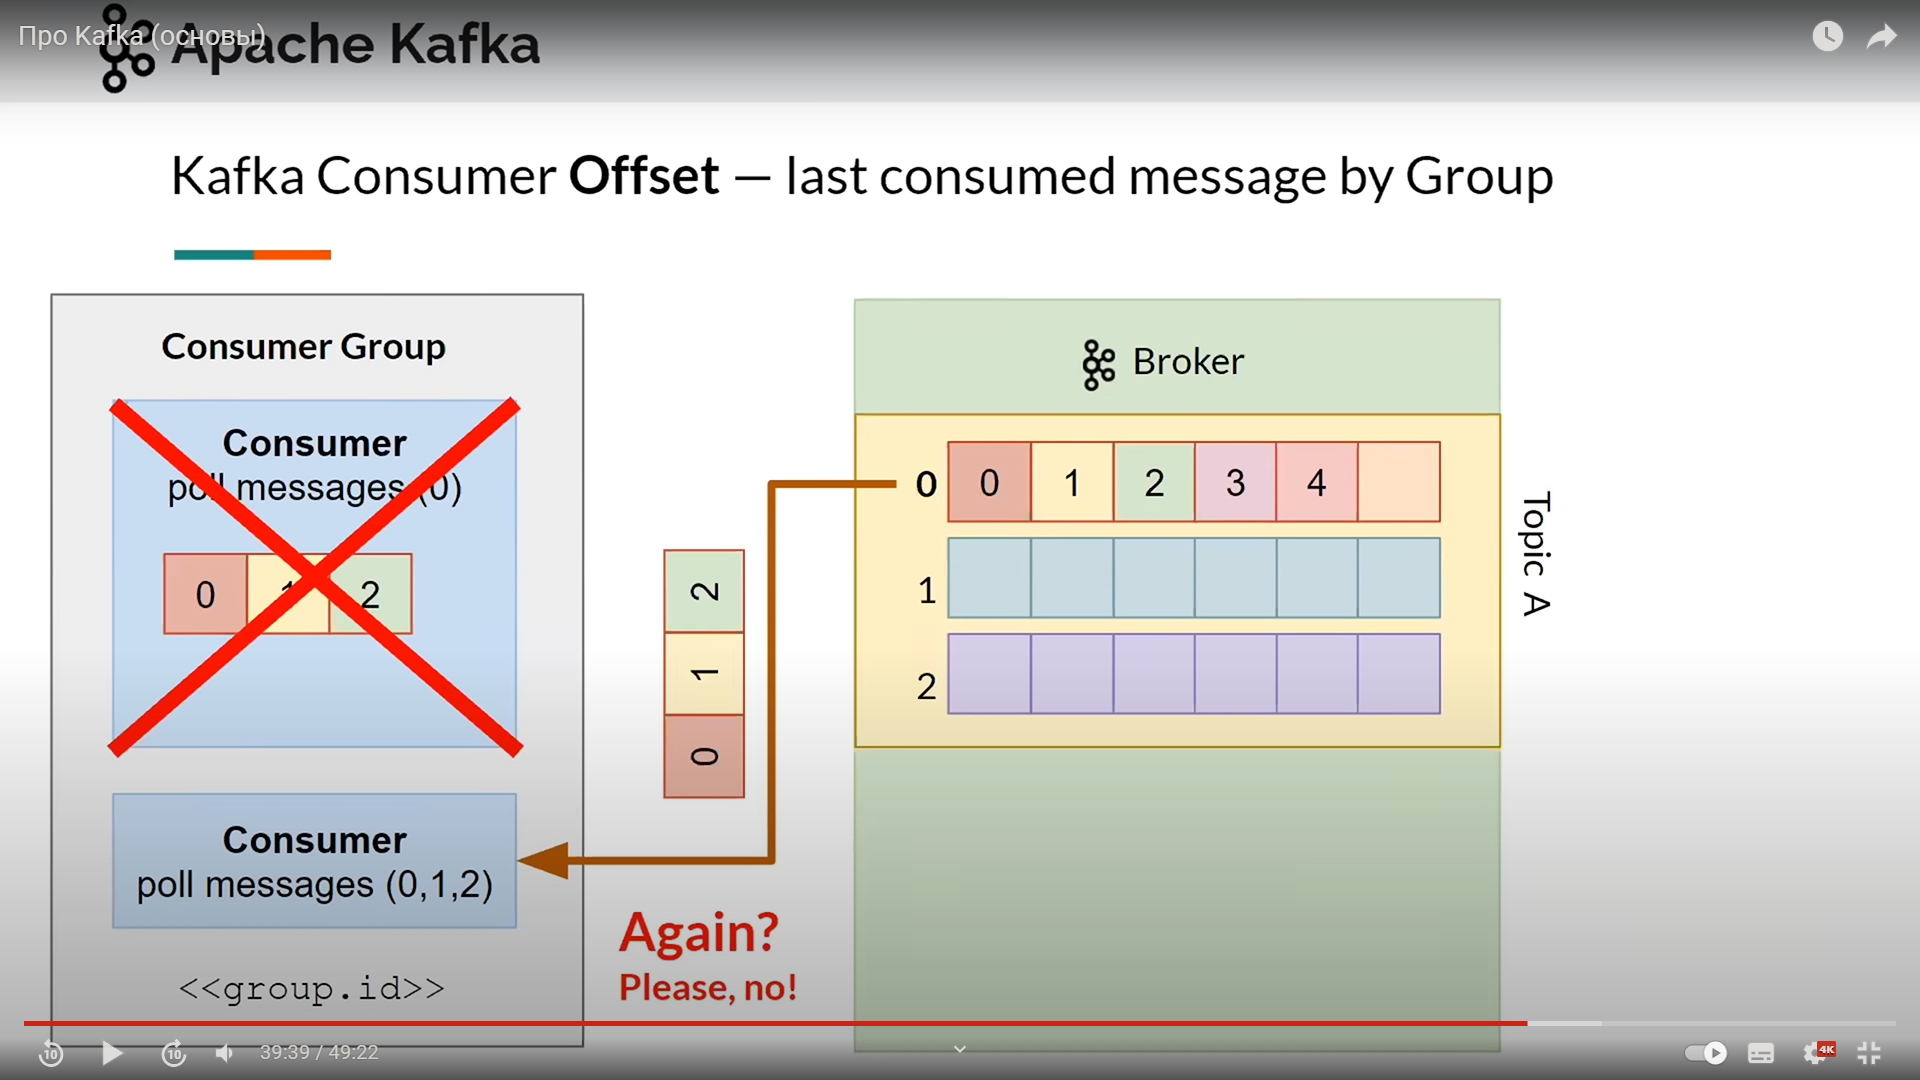 Про Kafka (основы)
Apache Kafka
Kafka Consumer Offset — last consumed message by Group
Consumer Group
Consumer
poll messages (0)
0 1 2
Consumer
poll messages (0,1,2)
<<group.id>>
2
1
0
Again?
Please, no!
Broker
0 0 1 2 3 4
1
2
Topic A
10
10
39:39 / 49:22
4K